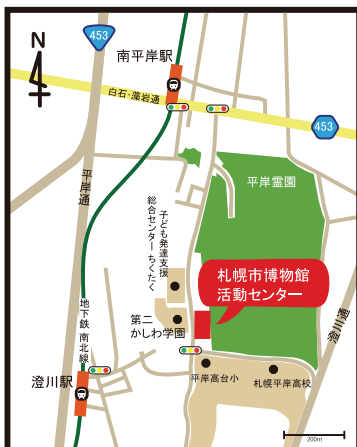 453
N
南平岸駅
白石・藻岩通
453
平岸通
平岸霊園
子ども発達支援
総合センターちくたく
札幌市博物館
活動センター
地下鉄 南北線
第二
かしわ学園
澄川通
澄川駅
平岸高台小
札幌平岸高校
200m